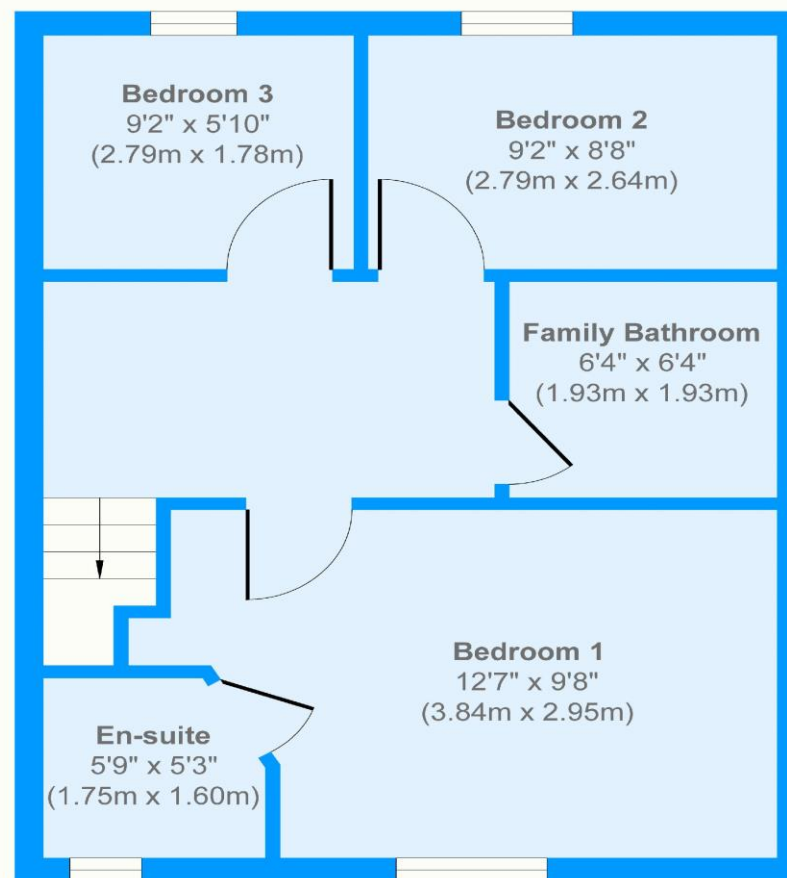 Bedroom 3
9'2" x 5'10"
(2.79m x 1.78m)
Bedroom 2
9'2" x 8'8"
(2.79m x 2.64m)
Family Bathroom
6'4" x 6'4"
(1.93m x 1.93m)
Bedroom 1
12'7" x 9'8"
(3.84m x 2.95m)
En-suite
5'9" x 5'3"
(1.75m x 1.60m)